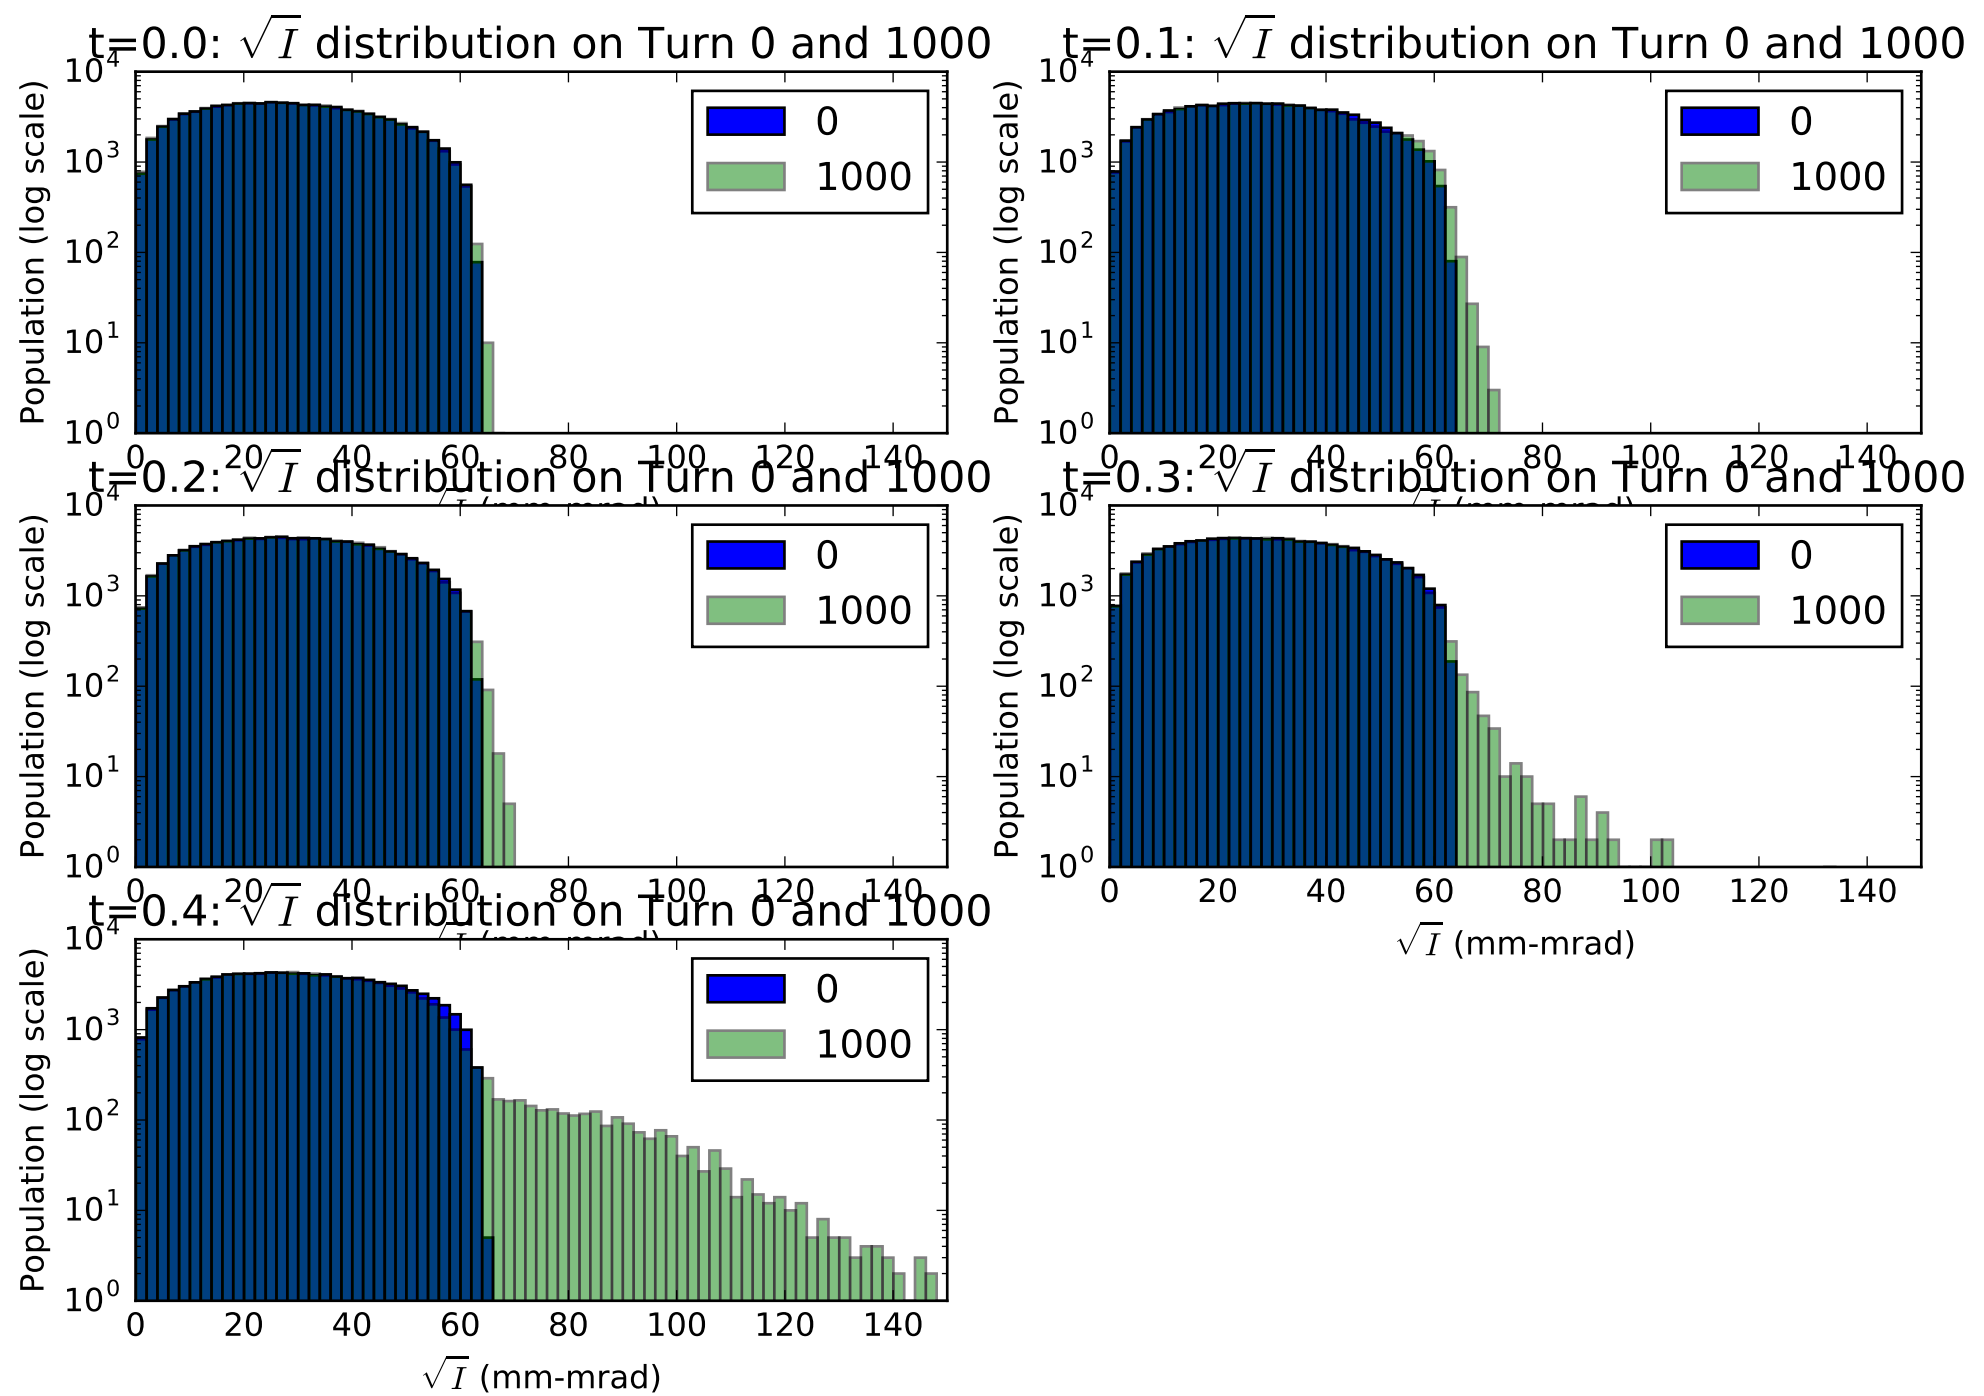 t=0.0: √I distribution on Turn 0 and 1000
Population (log scale)
10^4
10^3
10^2
10^1
10^0
0
1000
0 20 40 60 80 100 120 140
√I (mm-mrad)
t=0.1: √I distribution on Turn 0 and 1000
Population (log scale)
10^4
10^3
10^2
10^1
10^0
0
1000
0 20 40 60 80 100 120 140
√I (mm-mrad)
t=0.2: √I distribution on Turn 0 and 1000
Population (log scale)
10^4
10^3
10^2
10^1
10^0
0
1000
0 20 40 60 80 100 120 140
√I (mm-mrad)
t=0.3: √I distribution on Turn 0 and 1000
Population (log scale)
10^4
10^3
10^2
10^1
10^0
0
1000
0 20 40 60 80 100 120 140
√I (mm-mrad)
t=0.4: √I distribution on Turn 0 and 1000
Population (log scale)
10^4
10^3
10^2
10^1
10^0
0
1000
0 20 40 60 80 100 120 140
√I (mm-mrad)